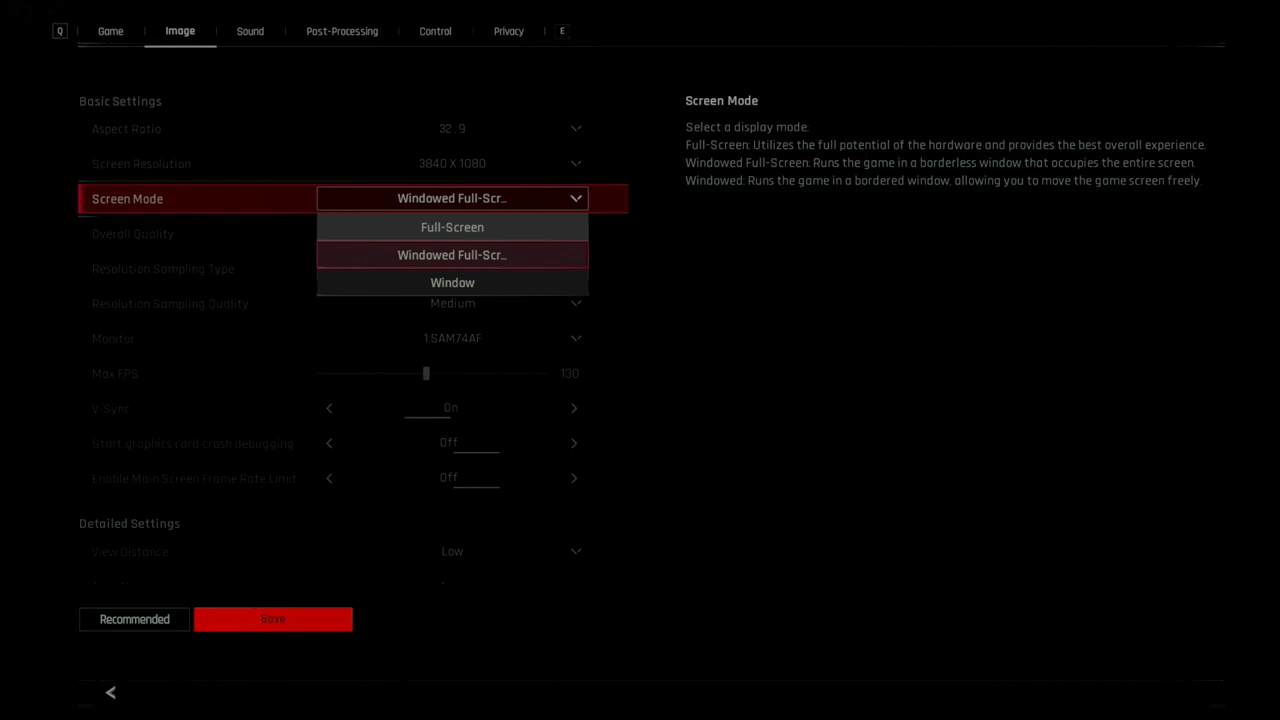 Q Game Image Sound Post-Processing Control Privacy E
Basic Settings
Aspect Ratio 32:9
Screen Resolution 3840 X 1080
Screen Mode Windowed Full-Scr...
Full-Screen
Overall Quality
Windowed Full-Scr...
Resolution Sampling Type
Window
Resolution Sampling Quality Medium
Monitor 1:SAM74AF
Max FPS 130
V-Sync On
Start graphics card crash debugging Off
Enable Main Screen Frame Rate Limit Off
Detailed Settings
View Distance Low
Recommended Save
Screen Mode
Select a display mode:
Full-Screen: Utilizes the full potential of the hardware and provides the best overall experience.
Windowed Full-Screen: Runs the game in a borderless window that occupies the entire screen.
Windowed: Runs the game in a bordered window, allowing you to move the game screen freely.